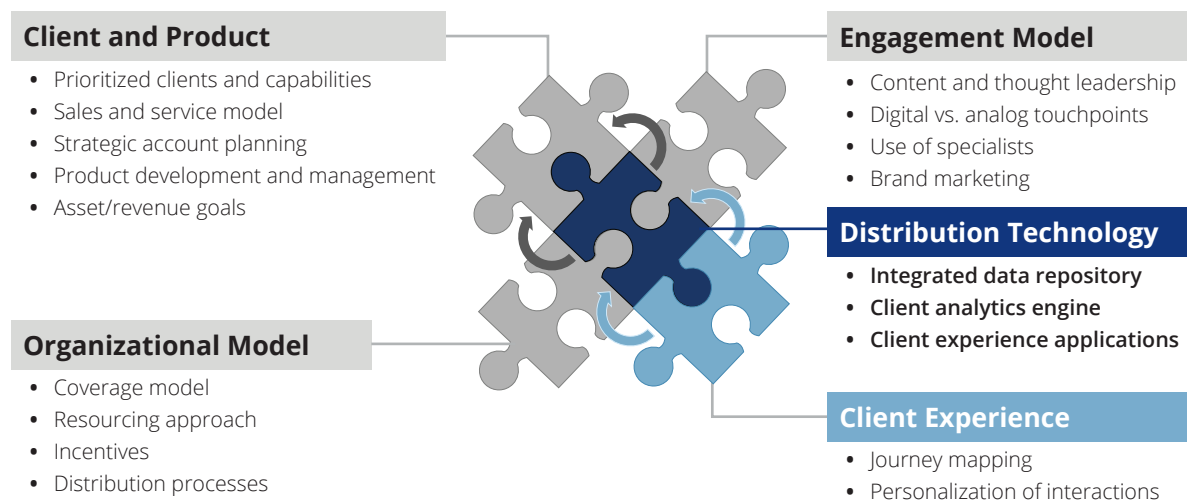 Client and Product
• Prioritized clients and capabilities
• Sales and service model
• Strategic account planning
• Product development and management
• Asset/revenue goals
Organizational Model
• Coverage model
• Resourcing approach
• Incentives
• Distribution processes
Engagement Model
• Content and thought leadership
• Digital vs. analog touchpoints
• Use of specialists
• Brand marketing
Distribution Technology
• Integrated data repository
• Client analytics engine
• Client experience applications
Client Experience
• Journey mapping
• Personalization of interactions